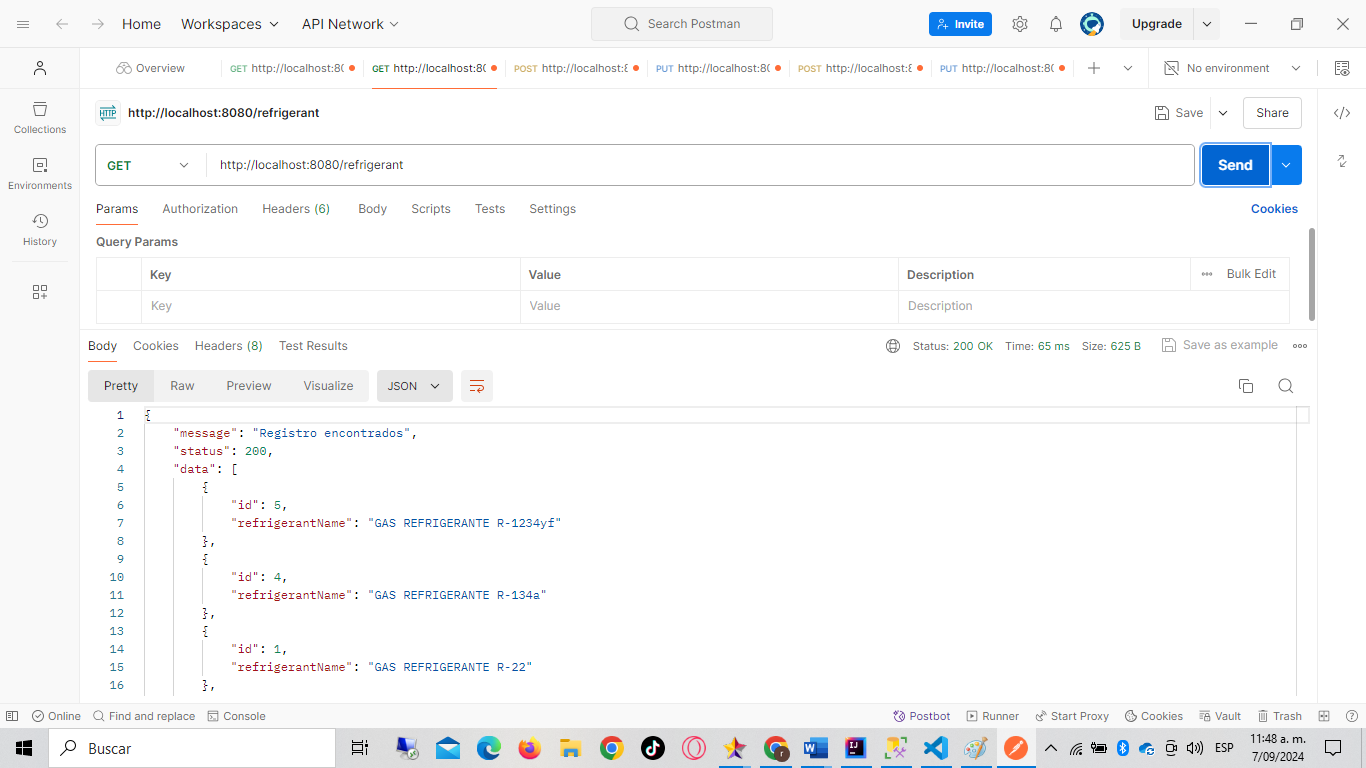 Home Workspaces API Network Search Postman Invite Upgrade
Overview GET http://localhost:80 GET http://localhost:80 POST http://localhost:8 PUT http://localhost:80 POST http://localhost:8 PUT http://localhost:80 No environment
HTTP http://localhost:8080/refrigerant Save Share
Collections
Environments
History
GET http://localhost:8080/refrigerant Send
Params Authorization Headers (6) Body Scripts Tests Settings Cookies
Query Params
Key Value Description Bulk Edit
Key Value Description
Body Cookies Headers (8) Test Results Status: 200 OK Time: 65 ms Size: 625 B Save as example
Pretty Raw Preview Visualize JSON
1 {
2 "message": "Registro encontrados",
3 "status": 200,
4 "data": [
5 {
6 "id": 5,
7 "refrigerantName": "GAS REFRIGERANTE R-1234yf"
8 },
9 {
10 "id": 4,
11 "refrigerantName": "GAS REFRIGERANTE R-134a"
12 },
13 {
14 "id": 1,
15 "refrigerantName": "GAS REFRIGERANTE R-22"
16 },
Online Find and replace Console Postbot Runner Start Proxy Cookies Vault Trash
Buscar ESP 11:48 a. m.
7/09/2024